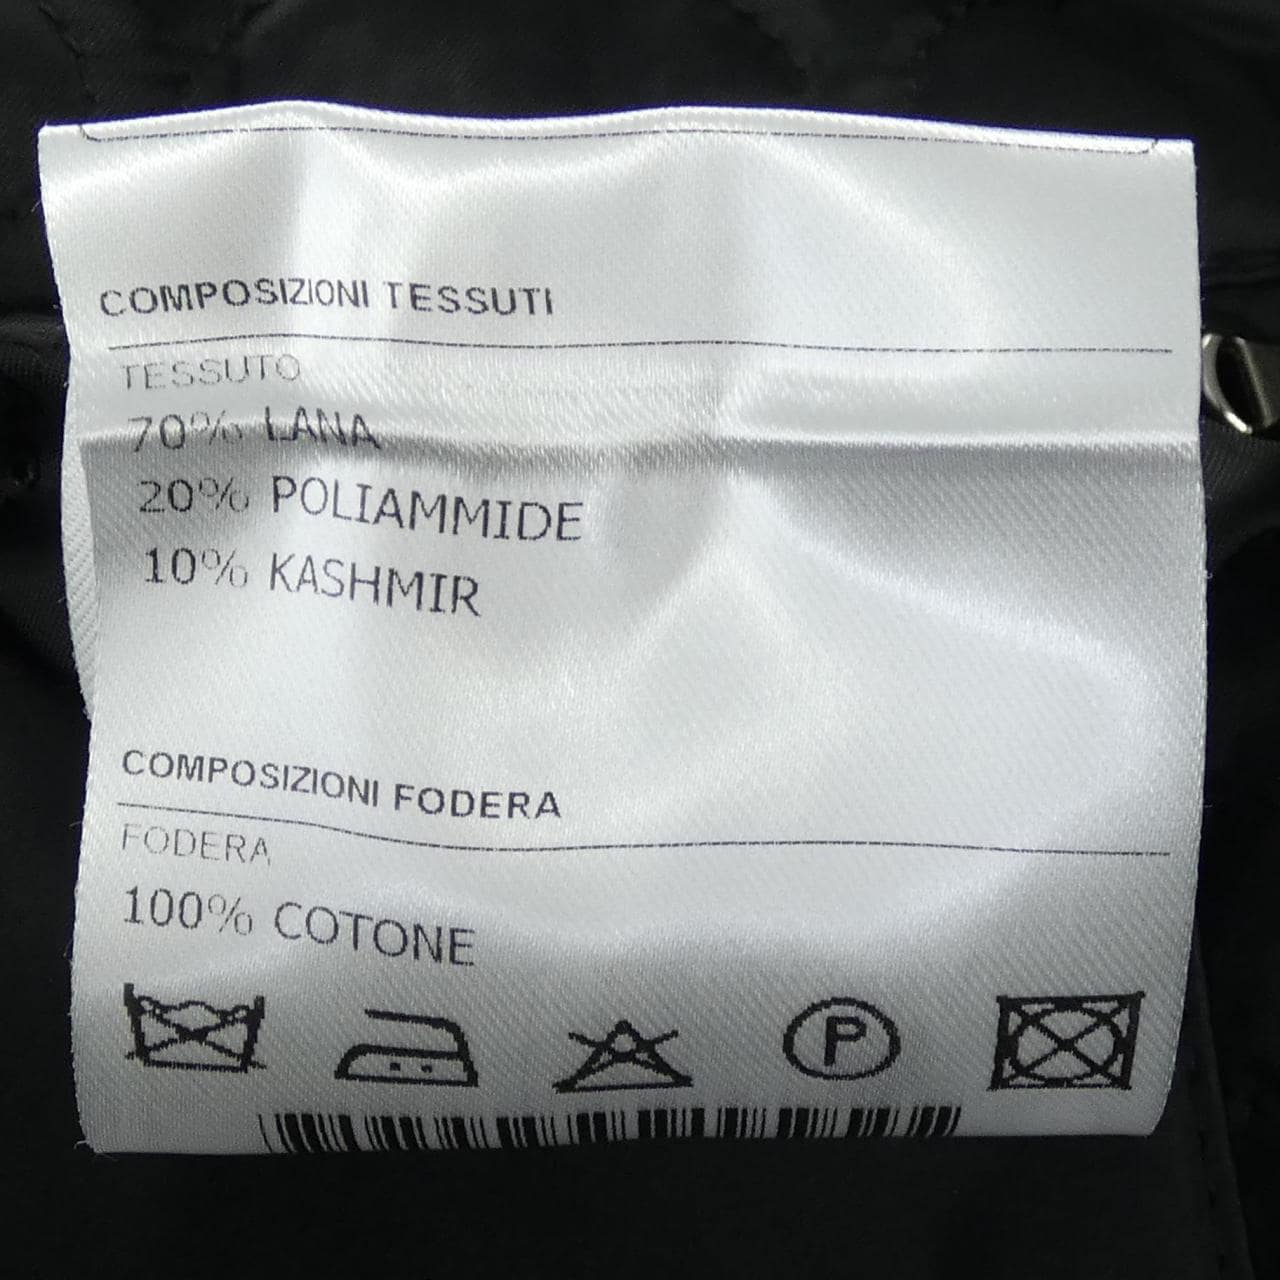 COMPOSIZIONI TESSUTI
TESSUTO
70% LANA
20% POLIAMMIDE
10% KASHMIR
COMPOSIZIONI FODERA
FODERA
100% COTONE
P